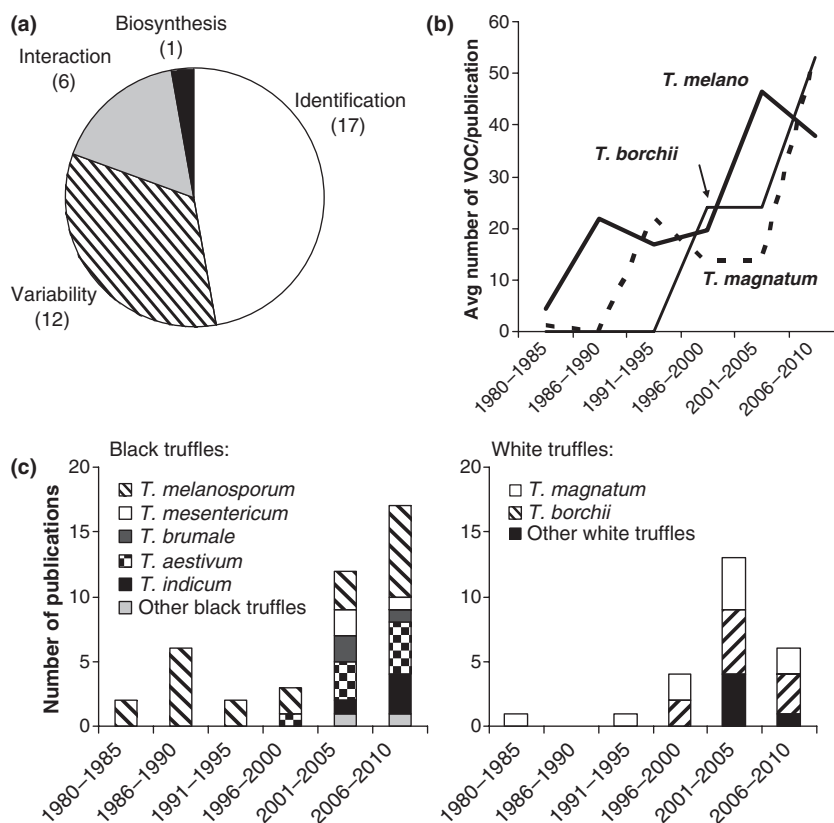 (a)
Biosynthesis
(1)
Interaction
(6)
Identification
(17)
Variability
(12)
(b)
Avg number of VOC/publication
60
50
40
30
20
10
0
T. melano
T. borchii
T. magnatum
1980–1985
1986–1990
1991–1995
1996–2000
2001–2005
2006–2010
(c)
Black truffles:
Number of publications
20
15
10
5
0
T. melanosporum
T. mesentericum
T. brumale
T. aestivum
T. indicum
Other black truffles
1980–1985
1986–1990
1991–1995
1996–2000
2001–2005
2006–2010
White truffles:
20
15
10
5
0
T. magnatum
T. borchii
Other white truffles
1980–1985
1986–1990
1991–1995
1996–2000
2001–2005
2006–2010